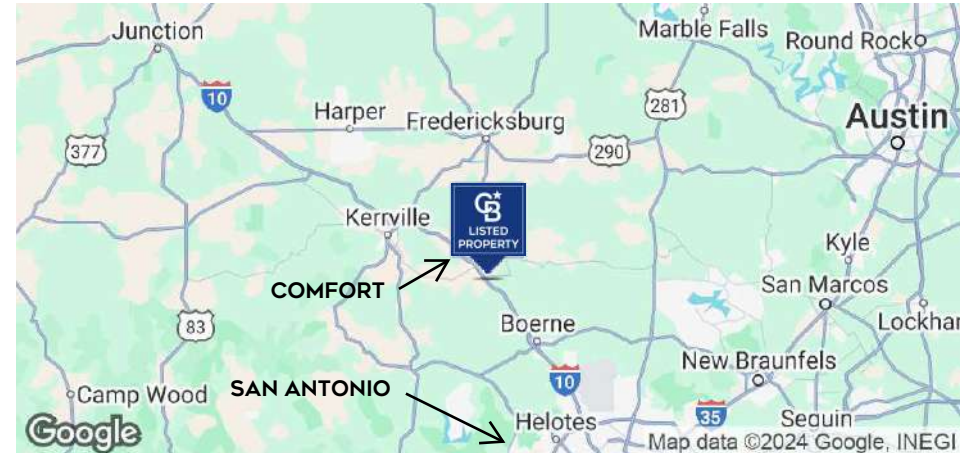 Junction
Marble Falls
Round Rock
10
Harper
Fredericksburg
281
Austin
377
290
GB
LISTED
PROPERTY
Kerrville
Kyle
COMFORT
San Marcos
83
Boerne
Lockhar
New Braunfels
Camp Wood
SAN ANTONIO
10
35
Seguin
Helotes
Google
Map data ©2024 Google, INEGI